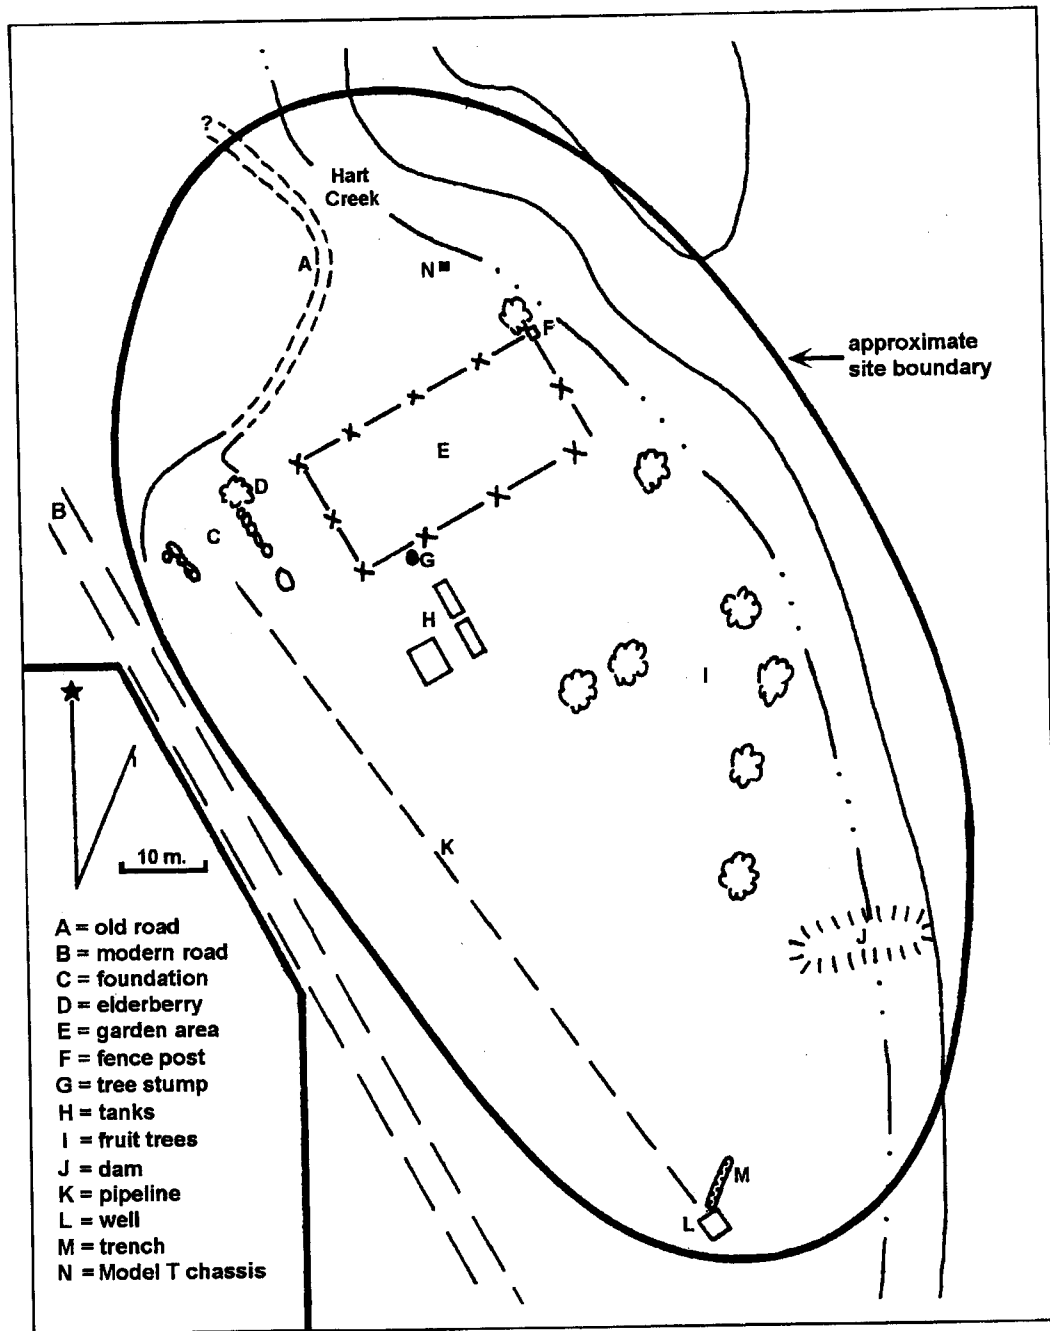 ?
Hart
Creek
A
N
F
approximate
site boundary
E
D
B
C
G
H
I
K
10 m.
J
M
L
A = old road
B = modern road
C = foundation
D = elderberry
E = garden area
F = fence post
G = tree stump
H = tanks
I = fruit trees
J = dam
K = pipeline
L = well
M = trench
N = Model T chassis